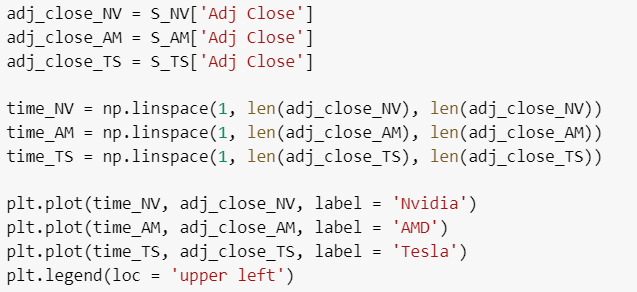 adj_close_NV = S_NV['Adj Close']
adj_close_AM = S_AM['Adj Close']
adj_close_TS = S_TS['Adj Close']
time_NV = np.linspace(1, len(adj_close_NV), len(adj_close_NV))
time_AM = np.linspace(1, len(adj_close_AM), len(adj_close_AM))
time_TS = np.linspace(1, len(adj_close_TS), len(adj_close_TS))
plt.plot(time_NV, adj_close_NV, label = 'Nvidia')
plt.plot(time_AM, adj_close_AM, label = 'AMD')
plt.plot(time_TS, adj_close_TS, label = 'Tesla')
plt.legend(loc = 'upper left')